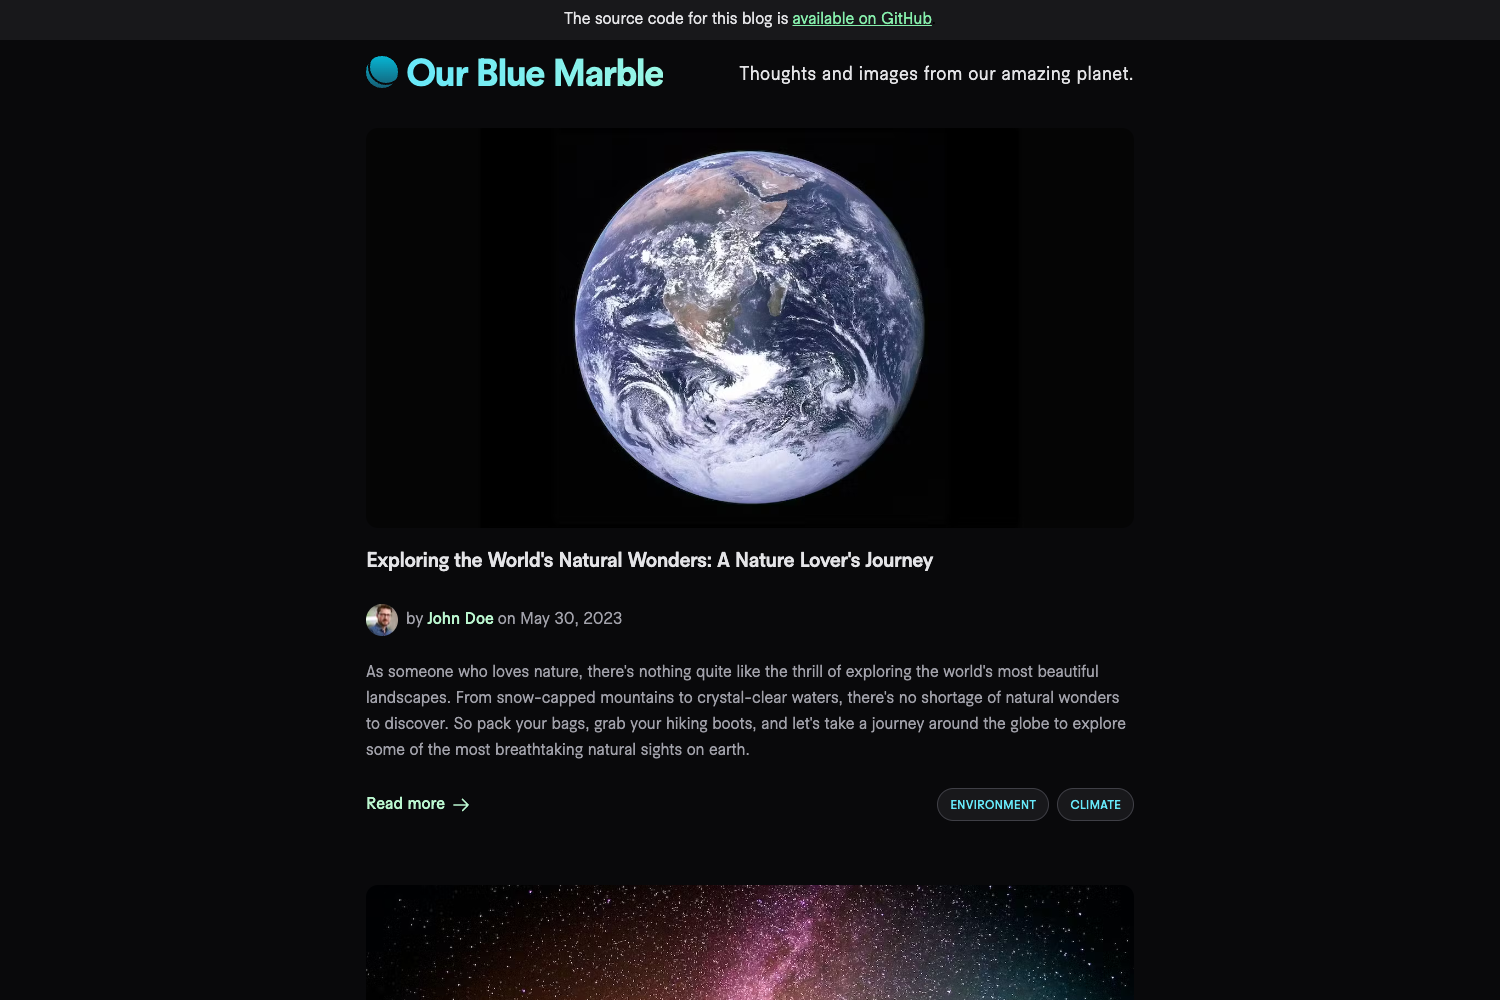 The source code for this blog is available on GitHub
Our Blue Marble
Thoughts and images from our amazing planet.
Exploring the World's Natural Wonders: A Nature Lover's Journey
by John Doe on May 30, 2023
As someone who loves nature, there's nothing quite like the thrill of exploring the world's most beautiful
landscapes. From snow-capped mountains to crystal-clear waters, there's no shortage of natural wonders
to discover. So pack your bags, grab your hiking boots, and let's take a journey around the globe to explore
some of the most breathtaking natural sights on earth.
Read more
ENVIRONMENT
CLIMATE